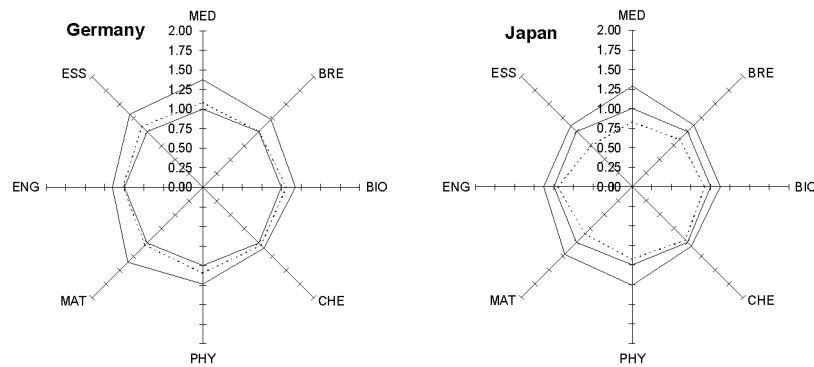 Germany
MED
2.00
1.75
1.50
1.25
1.00
0.75
0.50
0.25
0.00
BRE
BIO
CHE
PHY
MAT
ENG
ESS
Japan
MED
2.00
1.75
1.50
1.25
1.00
0.75
0.50
0.25
0.00
BRE
BIO
CHE
PHY
MAT
ENG
ESS